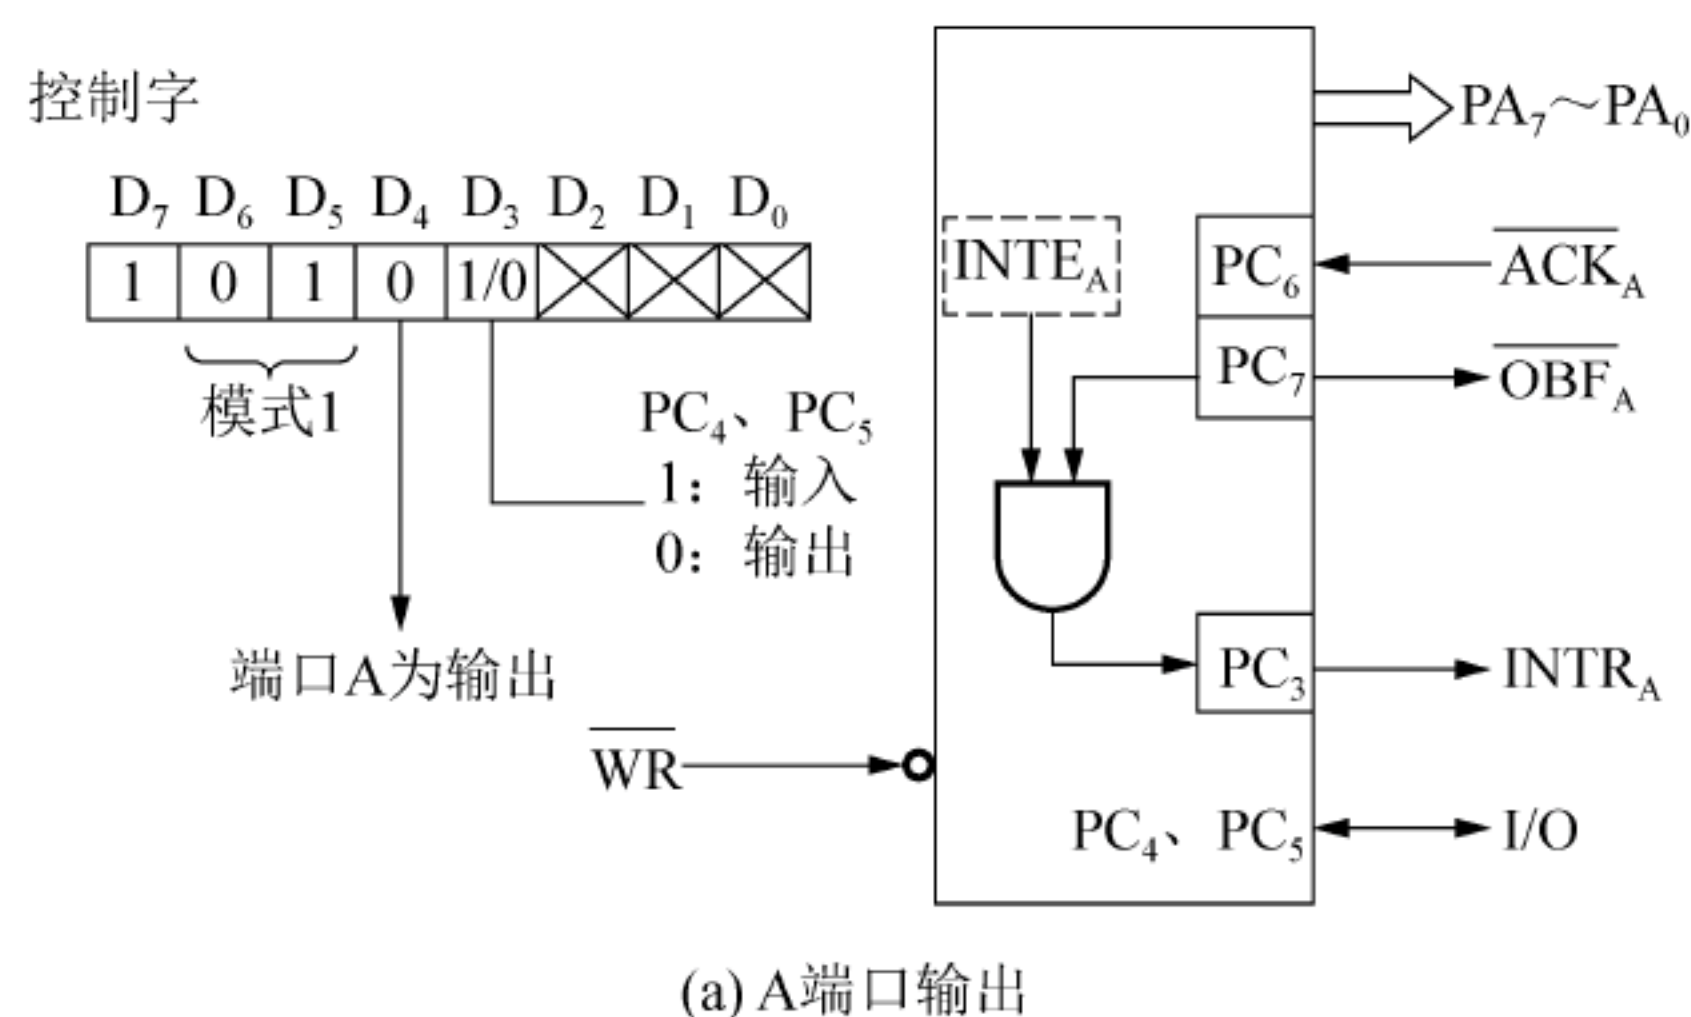 控制字
D7 D6 D5 D4 D3 D2 D1 D0
1 0 1 0 1/0
模式1
PC4、PC5
1：输入
0：输出
端口A为输出
WR
INTEA
PC6
PC7
PC3
PC4、PC5
PA7～PA0
ACKA
OBFA
INTRA
I/O
(a) A端口输出